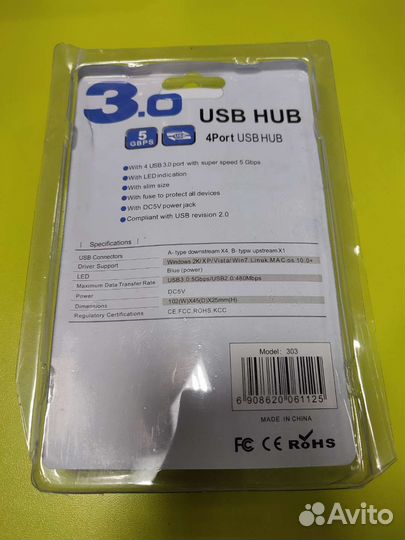 3.0
USB HUB
5
GBPS
4Port USB HUB
With 4 USB 3.0 port with super speed 5 Gbps
With LED indication
With slim size
With fuse to protect all devices
With DC5V power jack
Compliant with USB revision 2.0
Specifications
USB Connectors A- type downstream X4, B- typw upstream X1
Driver Support Windows 2K/XP/Vista/Win7 Linuk MAC os 10.0+
LED Blue (power)
Maximum Data Transfer Rate USB3.0:5Gbps/USB2.0:480Mbps
Power DC5V
Dimansions 102(W)X45(D)X25mm(H)
Regulatory Certifications CE.FCC.ROHS.KCC
Model: 303
6 908620 061125
MADE IN CHINA
FC CE RoHS
Avito